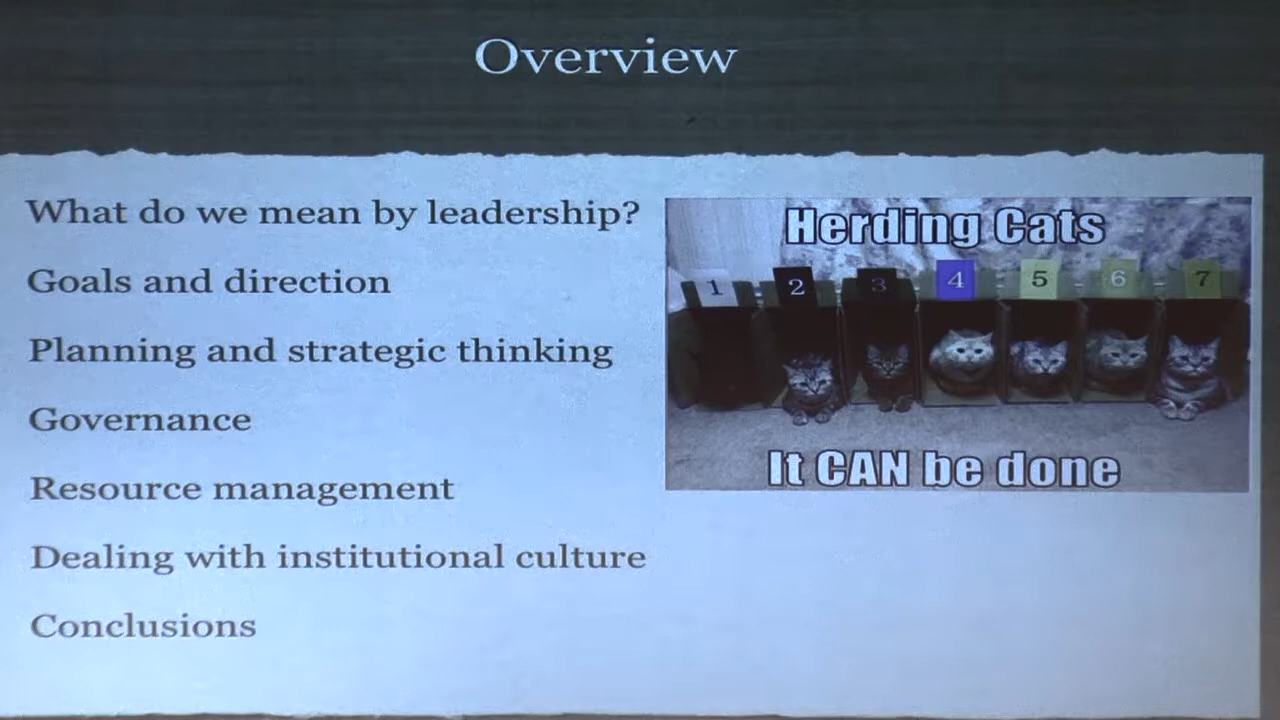 Overview
What do we mean by leadership?
Goals and direction
Planning and strategic thinking
Governance
Resource management
Dealing with institutional culture
Conclusions
Herding Cats
1 2 3 4 5 6 7
It CAN be done